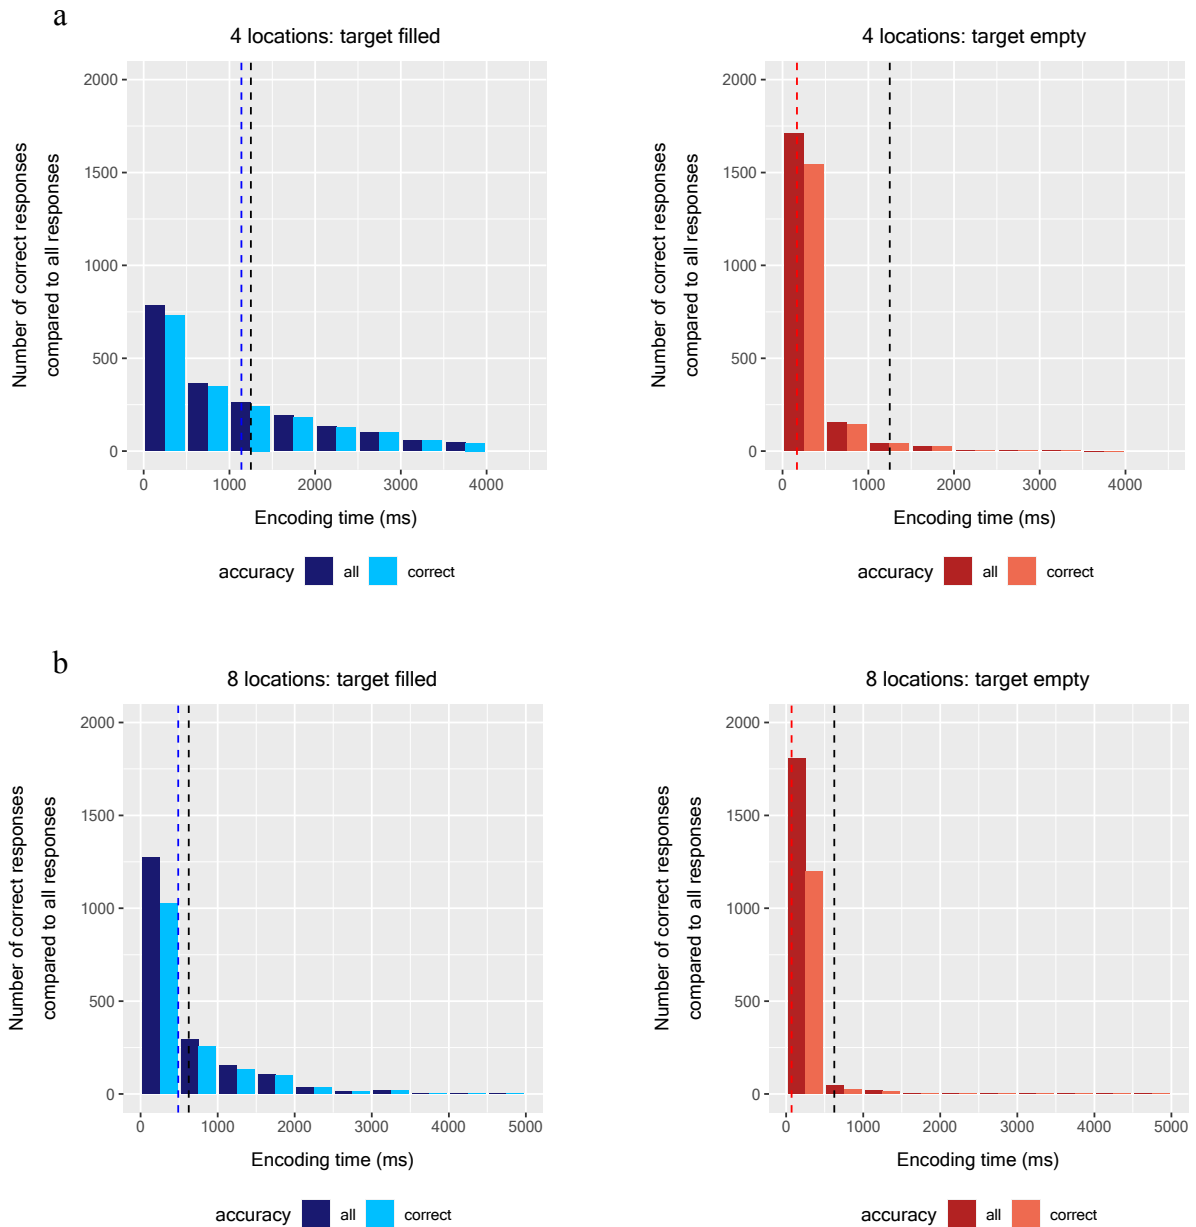 a
4 locations: target filled
Number of correct responses
compared to all responses
2000
1500
1000
500
0
0 1000 2000 3000 4000
Encoding time (ms)
accuracy all correct
4 locations: target empty
Number of correct responses
compared to all responses
2000
1500
1000
500
0
0 1000 2000 3000 4000
Encoding time (ms)
accuracy all correct
b
8 locations: target filled
Number of correct responses
compared to all responses
2000
1500
1000
500
0
0 1000 2000 3000 4000 5000
Encoding time (ms)
accuracy all correct
8 locations: target empty
Number of correct responses
compared to all responses
2000
1500
1000
500
0
0 1000 2000 3000 4000 5000
Encoding time (ms)
accuracy all correct